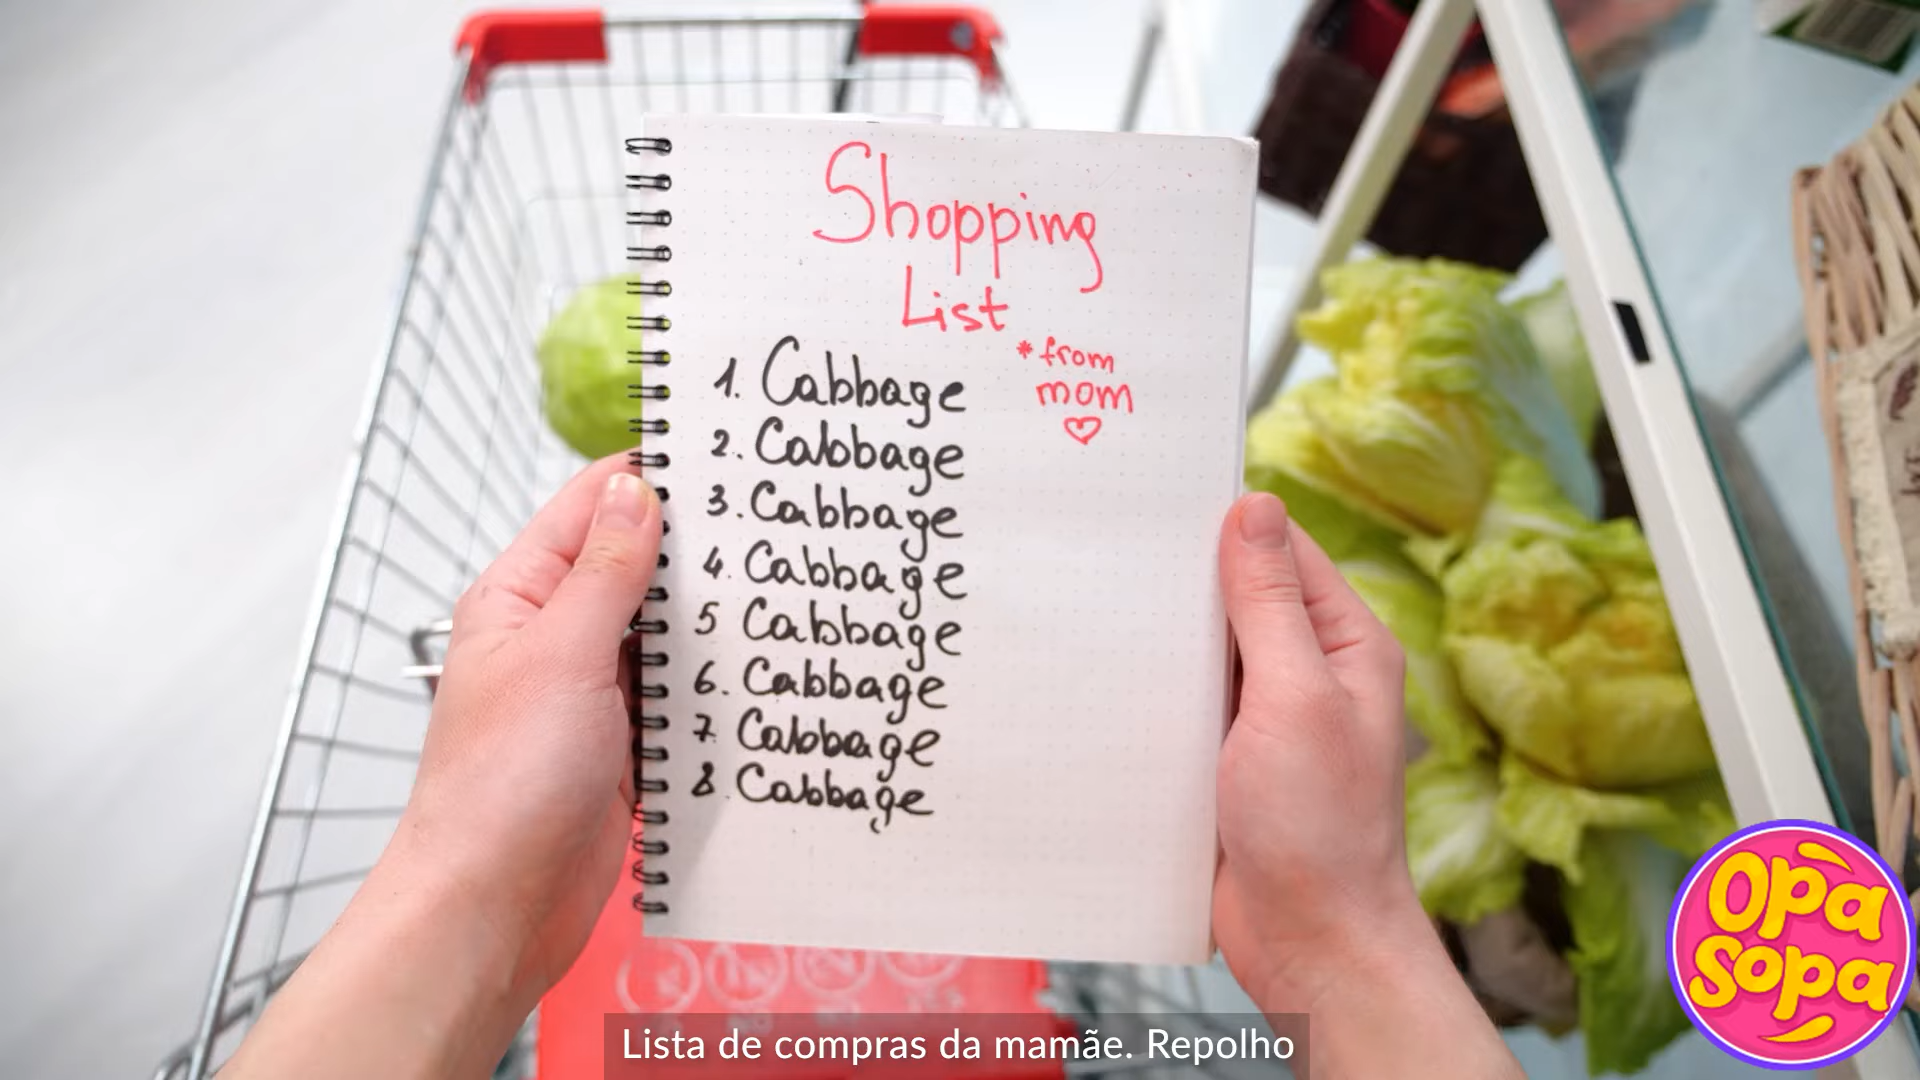 Shopping
List
*from
mom
1. Cabbage
2. Cabbage
3. Cabbage
4. Cabbage
5 Cabbage
6. Cabbage
7. Cabbage
8. Cabbage
Lista de compras da mamãe. Repolho
Opà
sopa